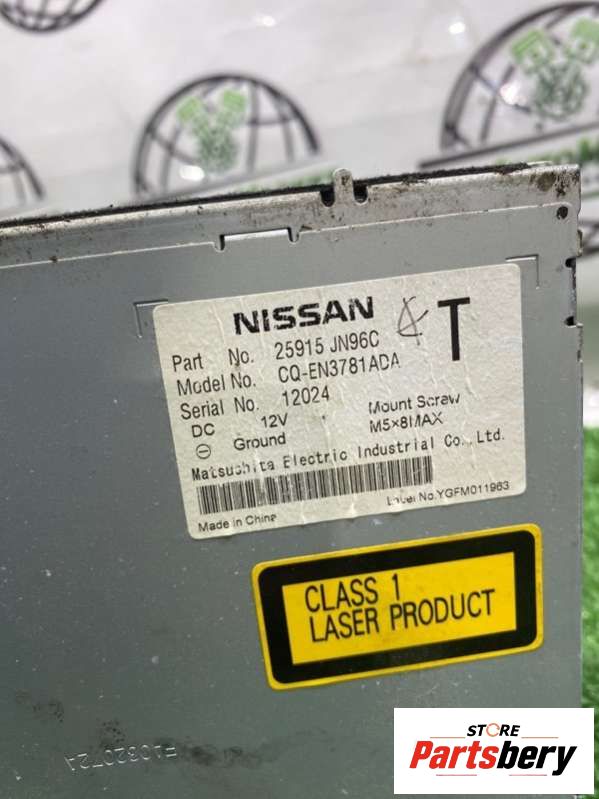 NISSAN
T
Part No. 25915 JN96C
Model No. CQ-EN3781ADA
Serial No. 12024
DC 12V Mount Screw
⊖ Ground M5×8MAX
Matsushita Electric Industrial Co., Ltd.
Label No.YGFM011963
Made in China
CLASS 1
LASER PRODUCT
STORE
Partsbery